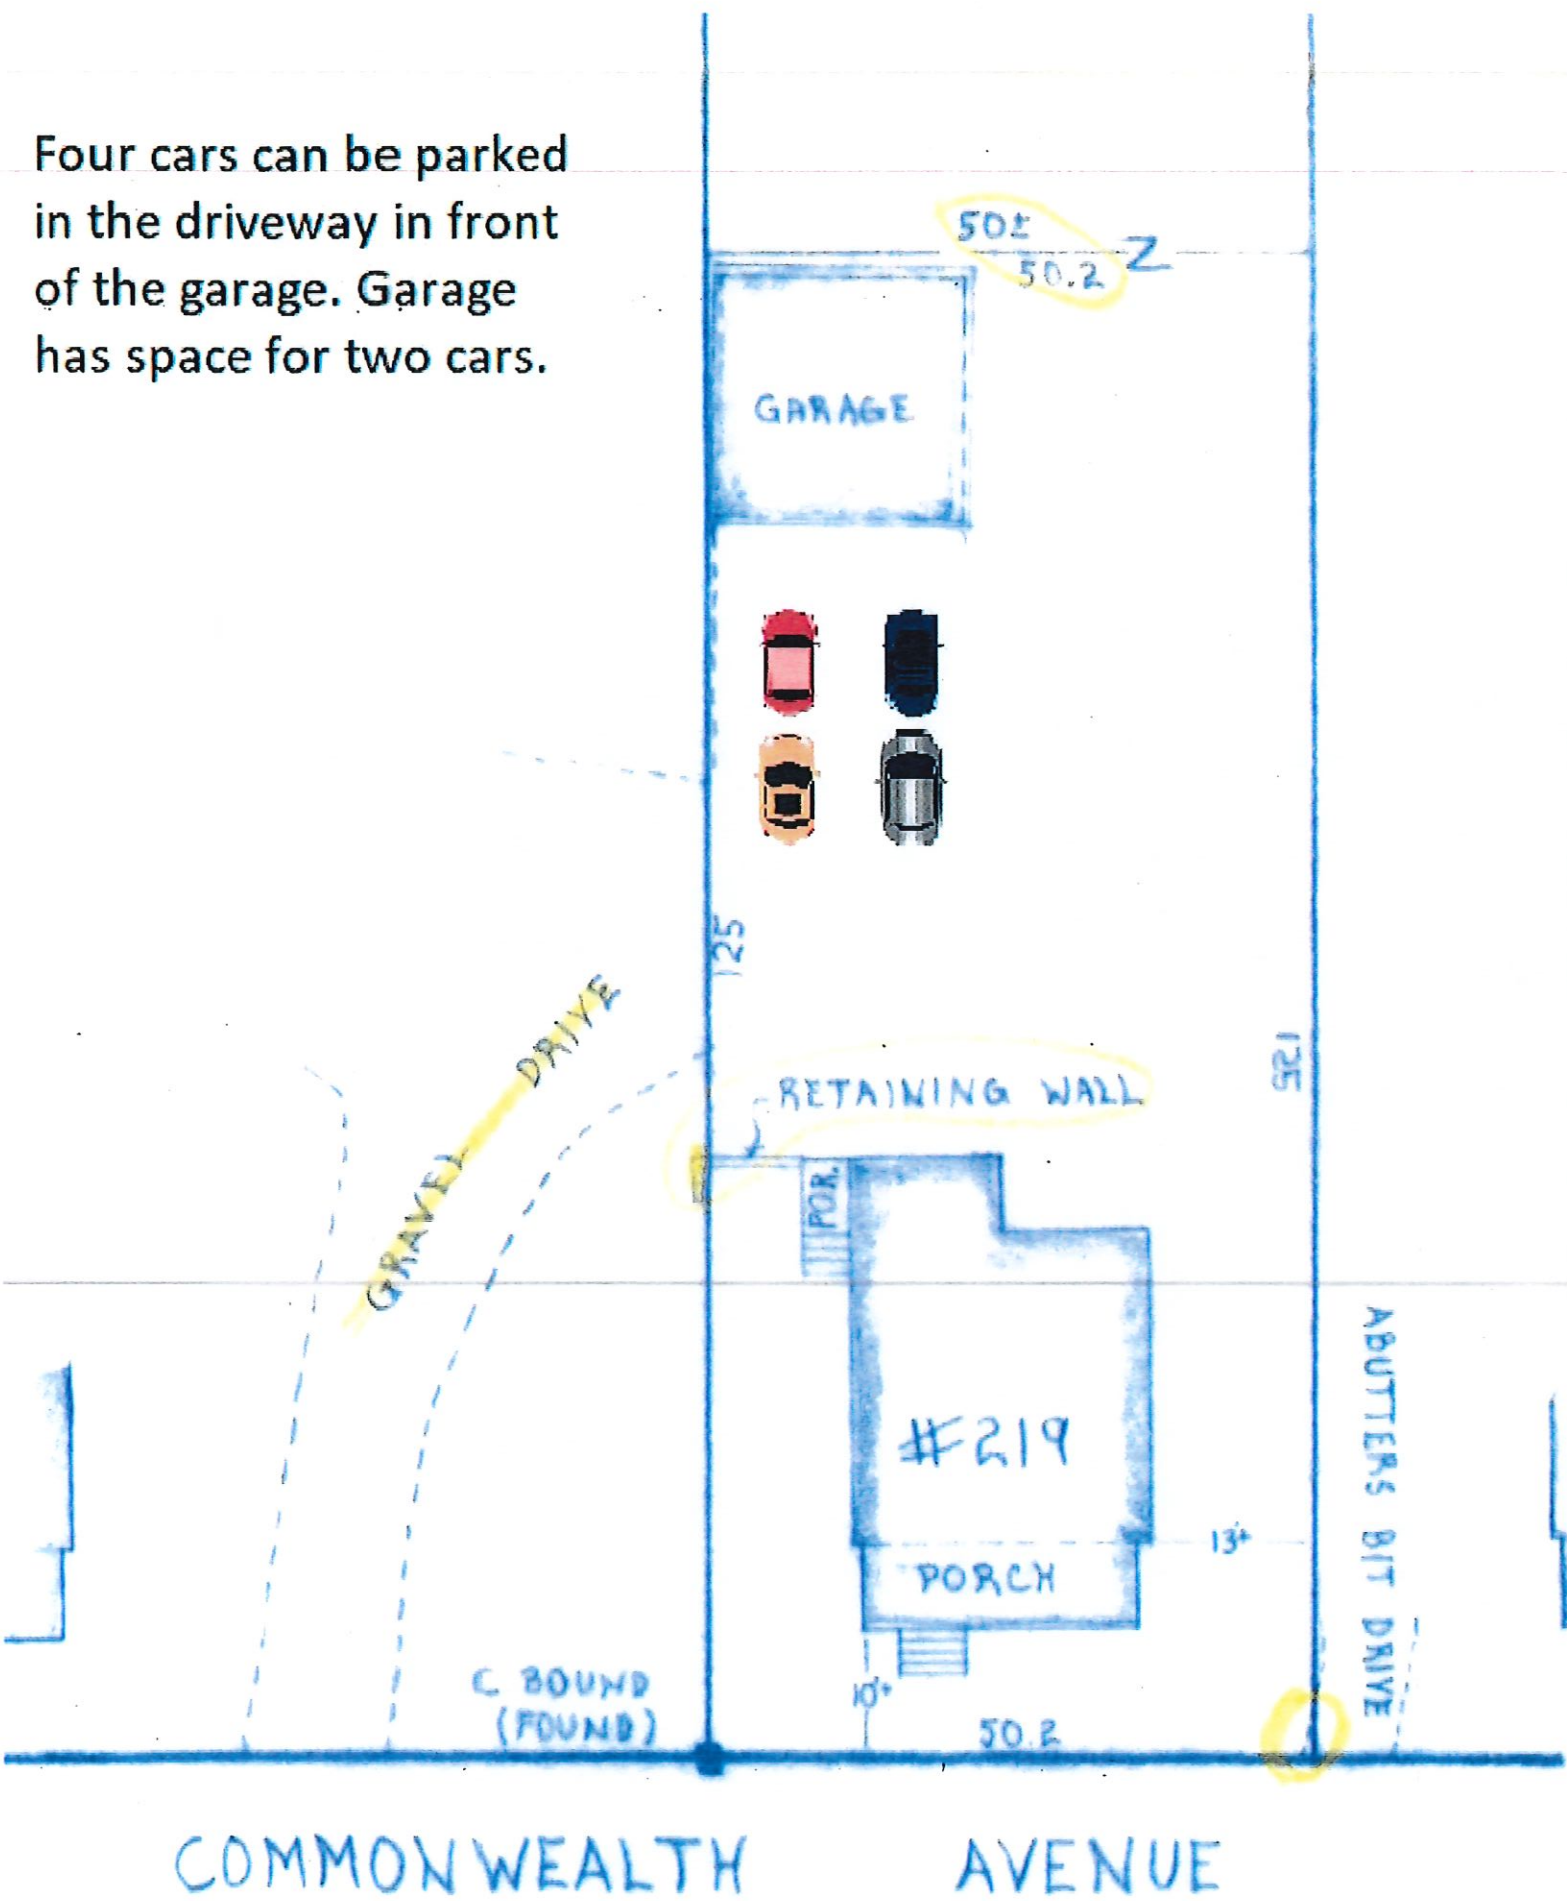 Four cars can be parked
in the driveway in front
of the garage. Garage
has space for two cars.
50±
50.2
GARAGE
125
GRAVEL DRIVE
RETAINING WALL
125
POR.
#219
13'±
PORCH
ABUTTERS BIT DRIVE
C BOUND
(FOUND)
10'±
50.2
COMMONWEALTH AVENUE